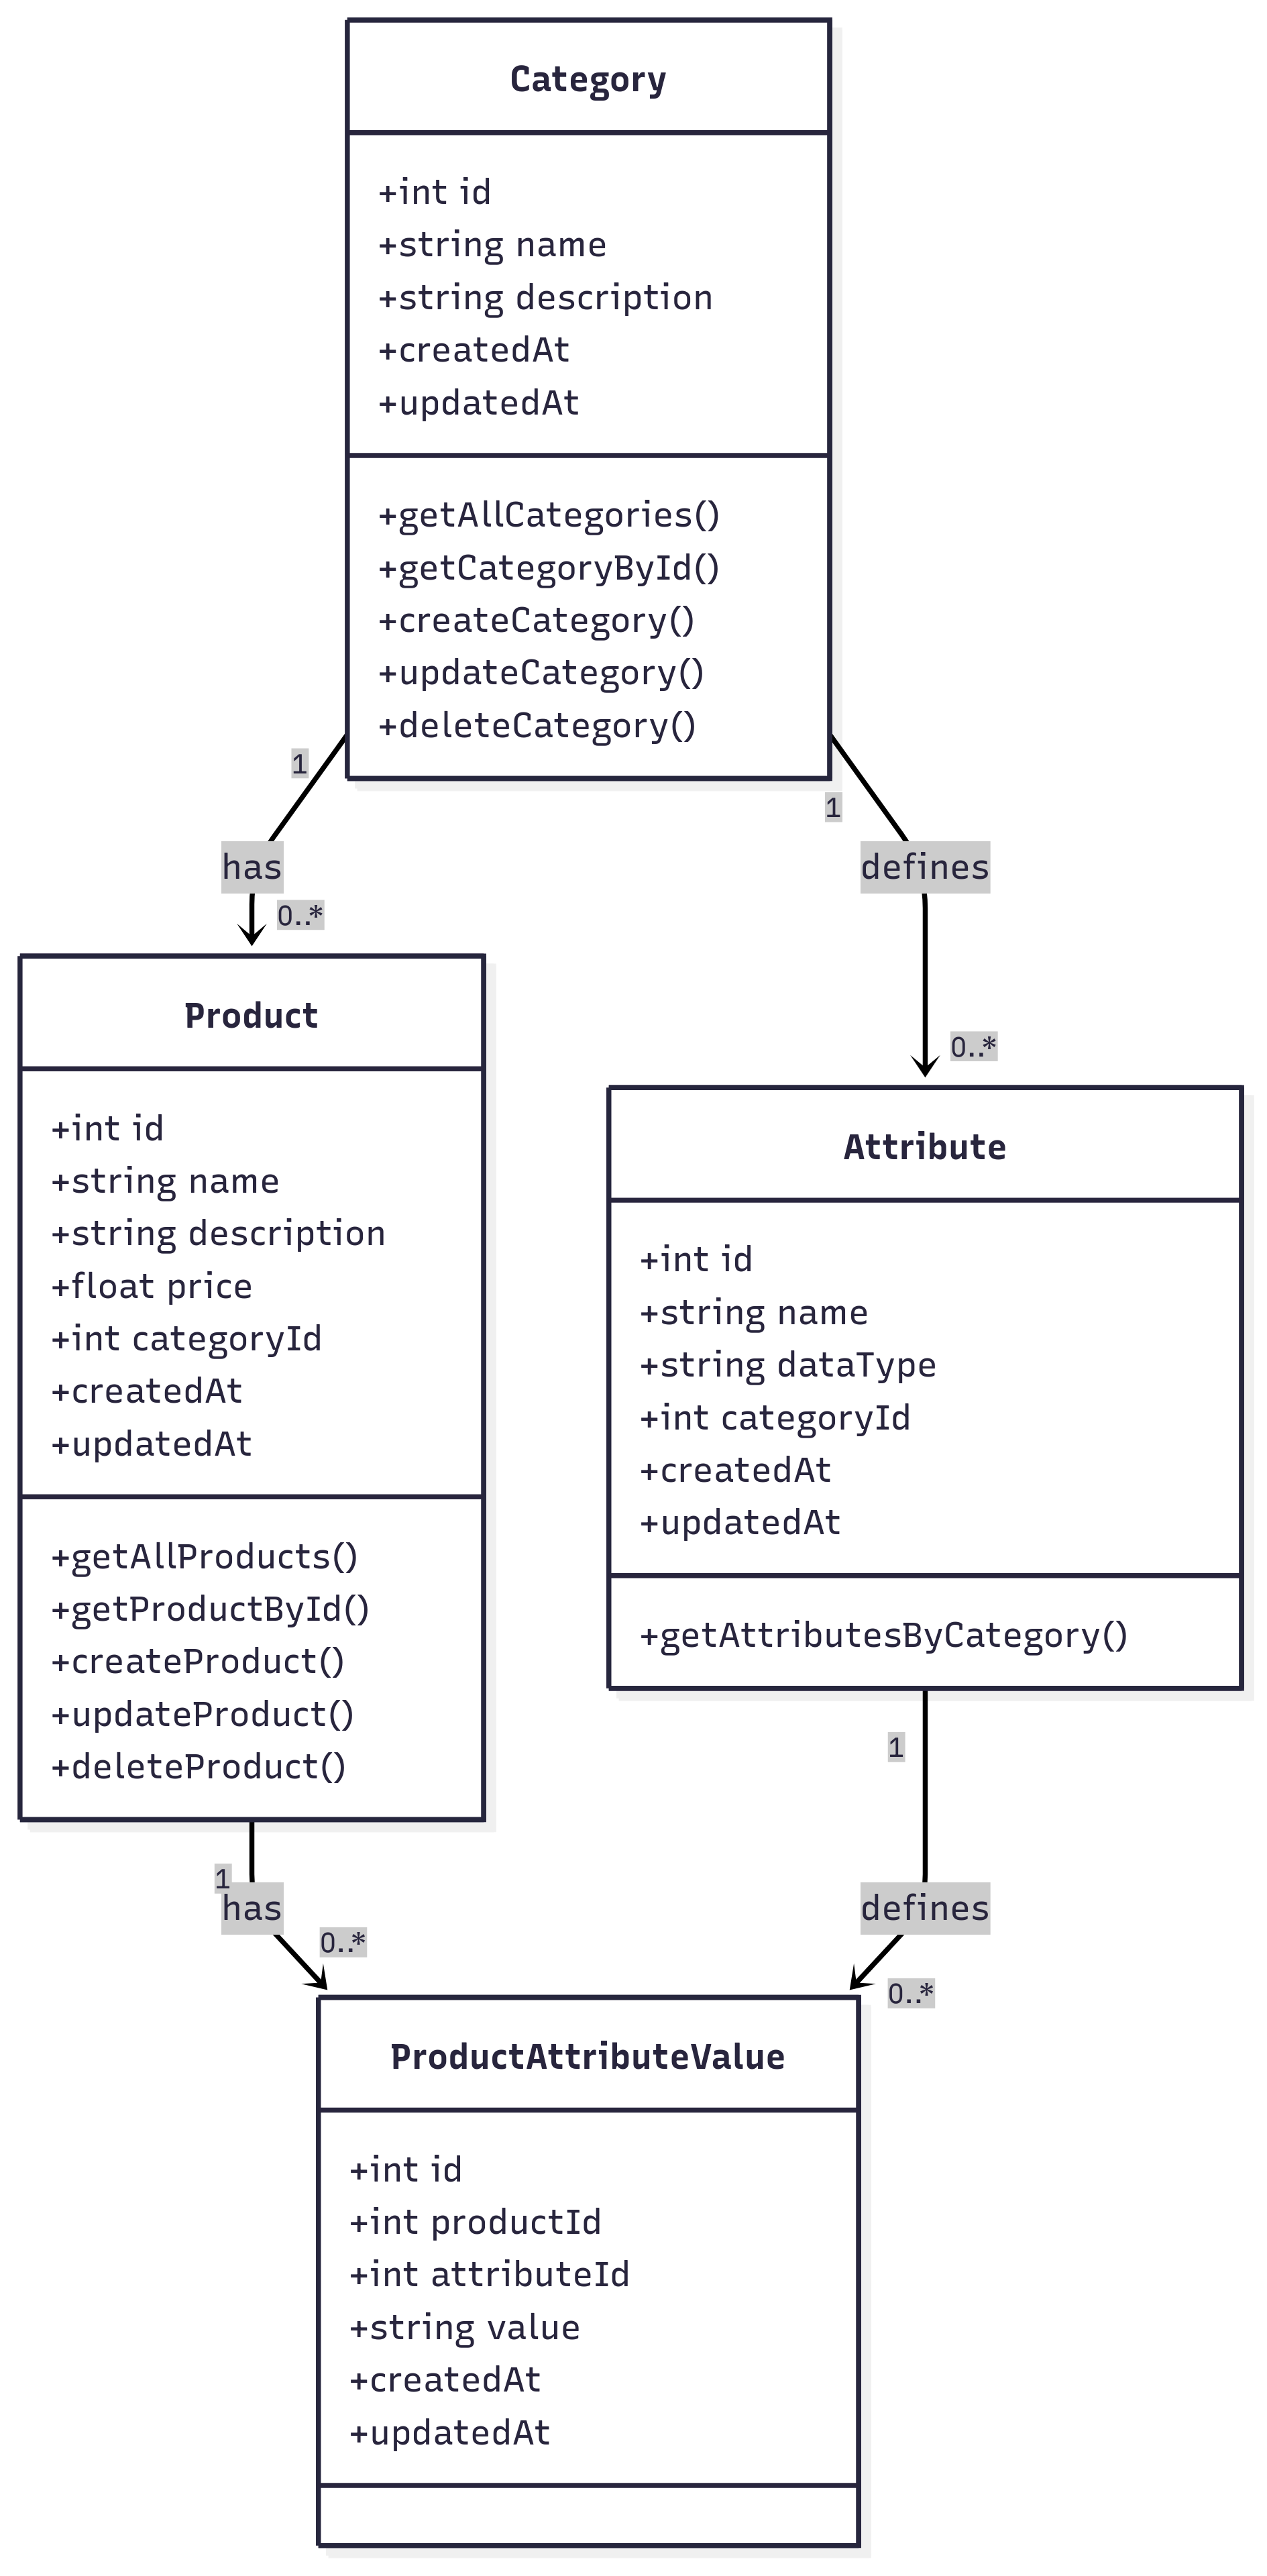 Category
+int id
+string name
+string description
+createdAt
+updatedAt
+getAllCategories()
+getCategoryById()
+createCategory()
+updateCategory()
+deleteCategory()
1
1
has
defines
0..*
Product
+int id
+string name
+string description
+float price
+int categoryId
+createdAt
+updatedAt
+getAllProducts()
+getProductById()
+createProduct()
+updateProduct()
+deleteProduct()
0..*
Attribute
+int id
+string name
+string dataType
+int categoryId
+createdAt
+updatedAt
+getAttributesByCategory()
1
1
has
defines
0..*
0..*
ProductAttributeValue
+int id
+int productId
+int attributeId
+string value
+createdAt
+updatedAt